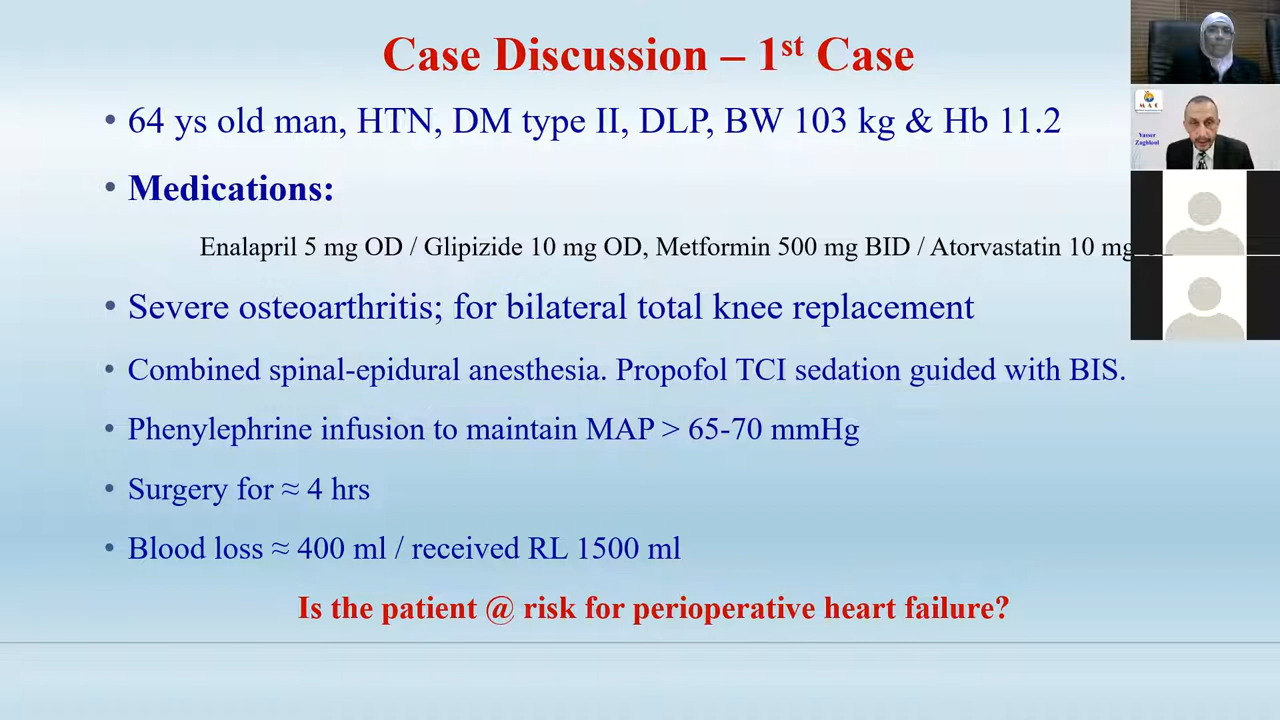 Case Discussion – 1st Case
• 64 ys old man, HTN, DM type II, DLP, BW 103 kg & Hb 11.2
• Medications:
Enalapril 5 mg OD / Glipizide 10 mg OD, Metformin 500 mg BID / Atorvastatin 10 mg
• Severe osteoarthritis; for bilateral total knee replacement
• Combined spinal-epidural anesthesia. Propofol TCI sedation guided with BIS.
• Phenylephrine infusion to maintain MAP > 65-70 mmHg
• Surgery for ≈ 4 hrs
• Blood loss ≈ 400 ml / received RL 1500 ml
Is the patient @ risk for perioperative heart failure?
M A C
Yasser
Zaghloul